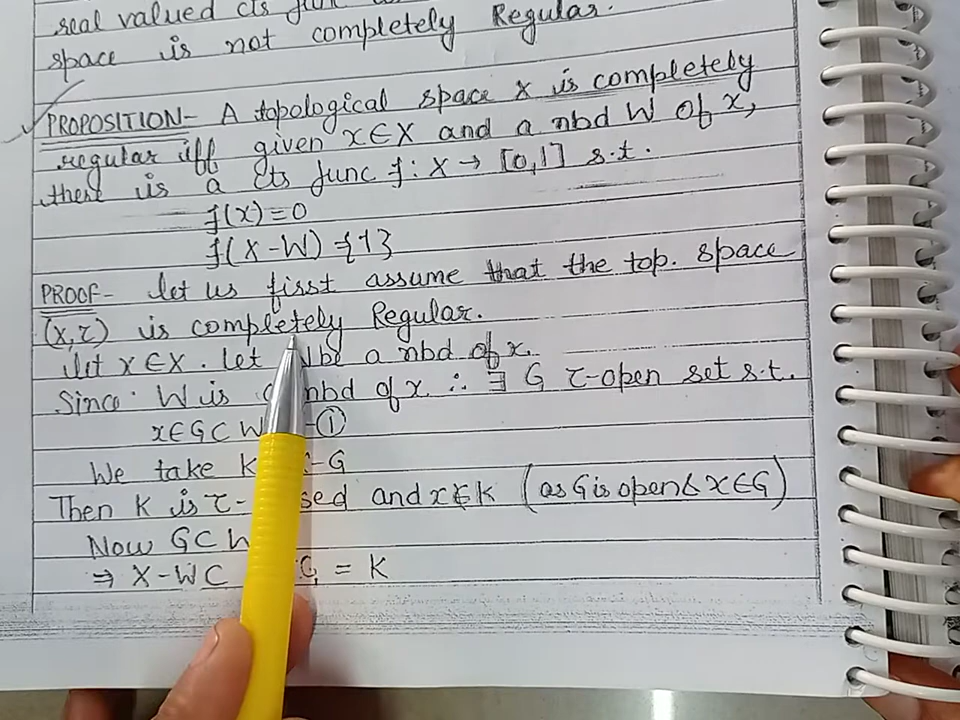 real valued cts func
space is not completely Regular.
PROPOSITION- A topological space X is completely
regular iff given x∈X and a nbd W of x,
there is a cts func f: X → [0,1] s.t.
f(x)=0
f(X-W)={1}
PROOF- let us first assume that the top. space
(X,τ) is completely Regular.
let x∈X. let be a nbd of x.
Since W is a nbd of x ∴ ∃ G τ-open set s.t.
x∈G⊂W -①
We take K -G
Then K is τ- and x∉K (as G is open & x∈G)
Now G⊂W
⇒ X-W⊂ G = K